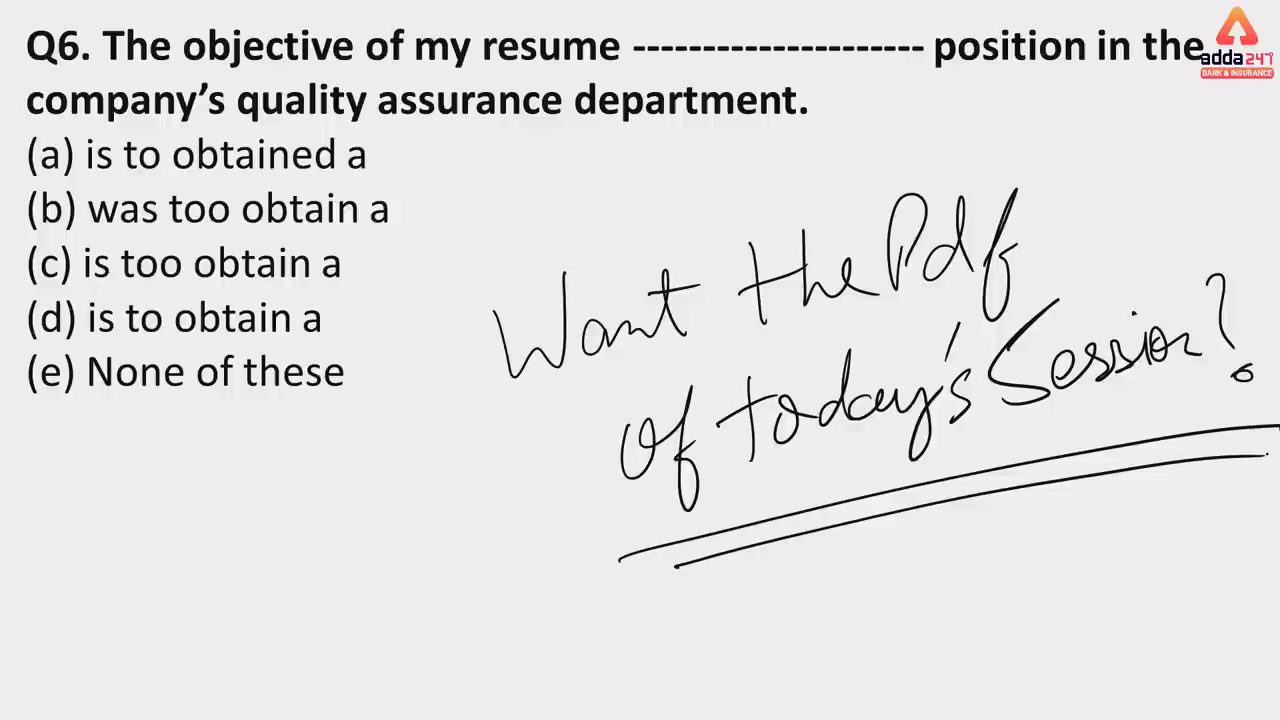 Q6. The objective of my resume --------------------- position in the
company’s quality assurance department.
(a) is to obtained a
(b) was too obtain a
(c) is too obtain a
(d) is to obtain a
(e) None of these
Want the Pdf
of today's Session?
adda247
BANK & INSURANCE